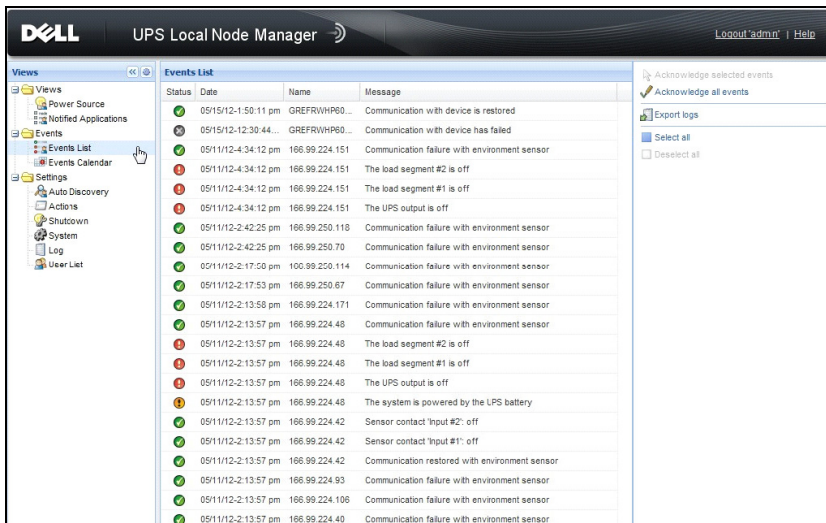 DELL UPS Local Node Manager Logout 'admin' | Help
Views
Views
Power Source
Notified Applications
Events
Events List
Events Calendar
Settings
Auto Discovery
Actions
Shutdown
System
Log
User List
Events List
Status Date Name Message
05/15/12-1:50:11 pm GREFRWHP60... Communication with device is restored
05/15/12-12:30:44... GREFRWHP60... Communication with device has failed
05/11/12-4:34:12 pm 166.99.224.151 Communication failure with environment sensor
05/11/12-4:34:12 pm 166.99.224.151 The load segment #2 is off
05/11/12-4:34:12 pm 166.99.224.151 The load segment #1 is off
05/11/12-4:34:12 pm 166.99.224.151 The UPS output is off
05/11/12-2:42:25 pm 166.99.250.118 Communication failure with environment sensor
05/11/12-2:42:25 pm 166.99.250.70 Communication failure with environment sensor
05/11/12-2:17:58 pm 166.99.250.114 Communication failure with environment sensor
05/11/12-2:17:53 pm 166.99.250.67 Communication failure with environment sensor
05/11/12-2:13:58 pm 166.99.224.171 Communication failure with environment sensor
05/11/12-2:13:57 pm 166.99.224.48 Communication failure with environment sensor
05/11/12-2:13:57 pm 166.99.224.48 The load segment #2 is off
05/11/12-2:13:57 pm 166.99.224.48 The load segment #1 is off
05/11/12-2:13:57 pm 166.99.224.48 The UPS output is off
05/11/12-2:13:57 pm 166.99.224.48 The system is powered by the UPS battery
05/11/12-2:13:57 pm 166.99.224.42 Sensor contact 'Input #2': off
05/11/12-2:13:57 pm 166.99.224.42 Sensor contact 'Input #1': off
05/11/12-2:13:57 pm 166.99.224.42 Communication restored with environment sensor
05/11/12-2:13:57 pm 166.99.224.93 Communication failure with environment sensor
05/11/12-2:13:57 pm 166.99.224.106 Communication failure with environment sensor
05/11/12-2:13:57 pm 166.99.224.40 Communication failure with environment sensor
Acknowledge selected events
Acknowledge all events
Export logs
Select all
Deselect all